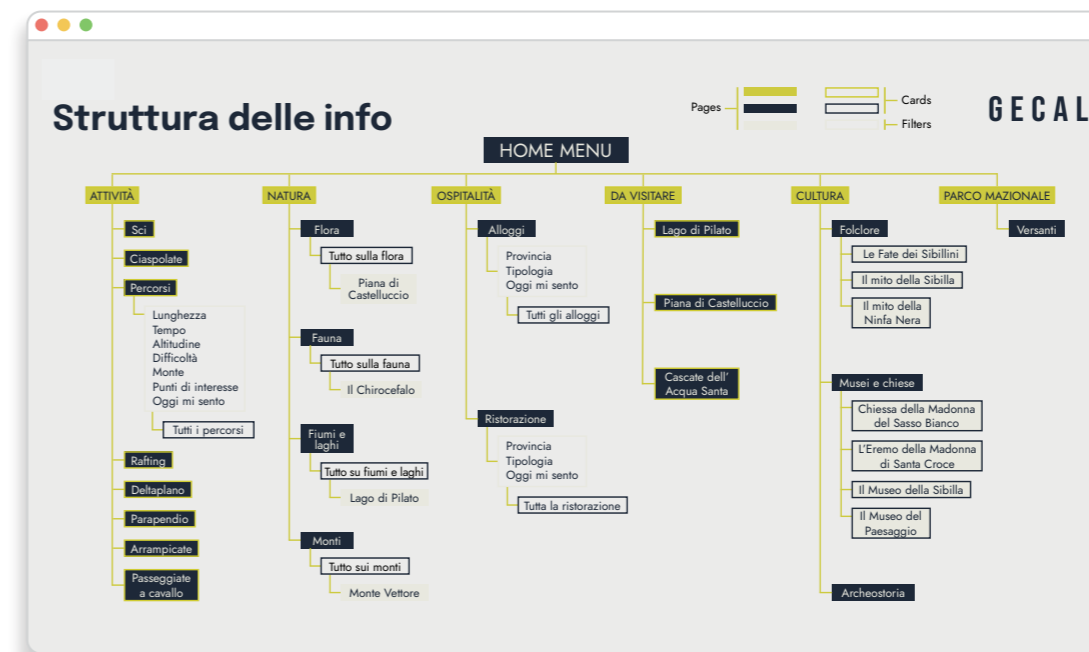 Struttura delle info
Pages
Cards
Filters
GECAL
HOME MENU
ATTIVITÀ
Sci
Ciaspolate
Percorsi
Lunghezza
Tempo
Altitudine
Difficoltà
Monte
Punti di interesse
Oggi mi sento
Tutti i percorsi
Rafting
Deltaplano
Parapendio
Arrampicate
Passeggiate
a cavallo
NATURA
Flora
Tutto sulla flora
Piana di
Castelluccio
Fauna
Tutto sulla fauna
Il Chirocefalo
Fiumi e
laghi
Tutto su fiumi e laghi
Lago di Pilato
Monti
Tutto sui monti
Monte Vettore
OSPITALITÀ
Alloggi
Provincia
Tipologia
Oggi mi sento
Tutti gli alloggi
Ristorazione
Provincia
Tipologia
Oggi mi sento
Tutta la ristorazione
DA VISITARE
Lago di Pilato
Piana di Castelluccio
Cascate dell'
Acqua Santa
CULTURA
Folclore
Le Fate dei Sibillini
Il mito della Sibilla
Il mito della
Ninfa Nera
Musei e chiese
Chiessa della Madonna
del Sasso Bianco
L'Eremo della Madonna
di Santa Croce
Il Museo della Sibilla
Il Museo del
Paesaggio
Archeostoria
PARCO MAZIONALE
Versanti